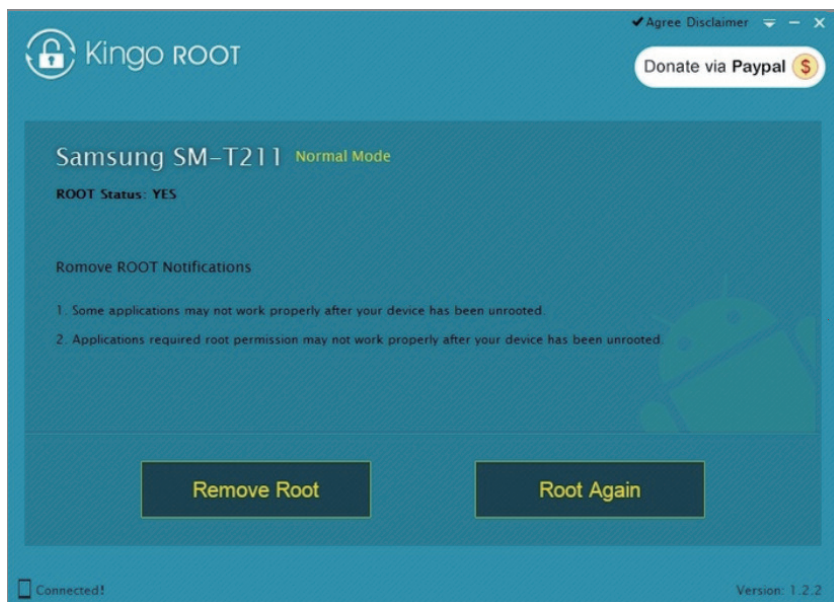 Agree Disclaimer
Kingo ROOT
Donate via Paypal $
Samsung SM-T211 Normal Mode
ROOT Status: YES
Romove ROOT Notifications
1. Some applications may not work properly after your device has been unrooted.
2. Applications required root permission may not work properly after your device has been unrooted.
Remove Root
Root Again
Connected!
Version: 1.2.2